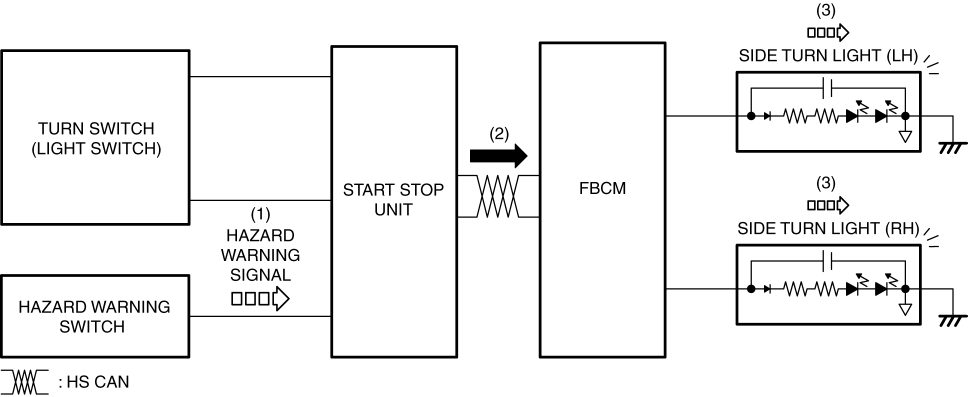 (3)
SIDE TURN LIGHT (LH)
TURN SWITCH
(LIGHT SWITCH)
(2)
START STOP
UNIT
FBCM
(3)
SIDE TURN LIGHT (RH)
(1)
HAZARD
WARNING
SIGNAL
HAZARD WARNING
SWITCH
: HS CAN